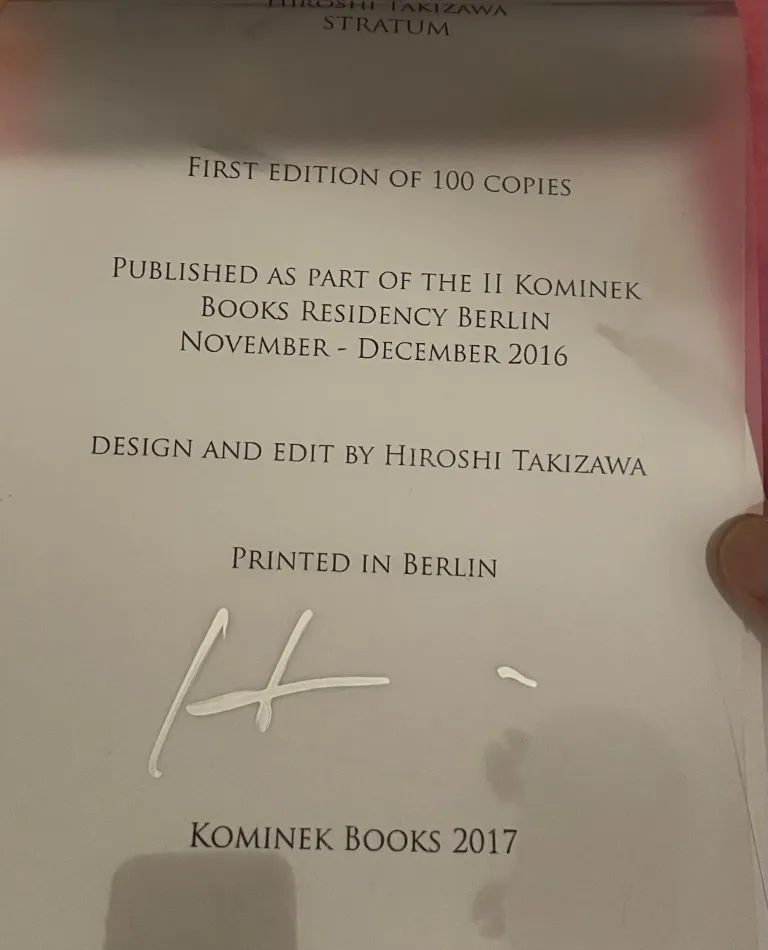 HIROSHI TAKIZAWA
STRATUM
FIRST EDITION OF 100 COPIES
PUBLISHED AS PART OF THE II KOMINEK
BOOKS RESIDENCY BERLIN
NOVEMBER - DECEMBER 2016
DESIGN AND EDIT BY HIROSHI TAKIZAWA
PRINTED IN BERLIN
KOMINEK BOOKS 2017